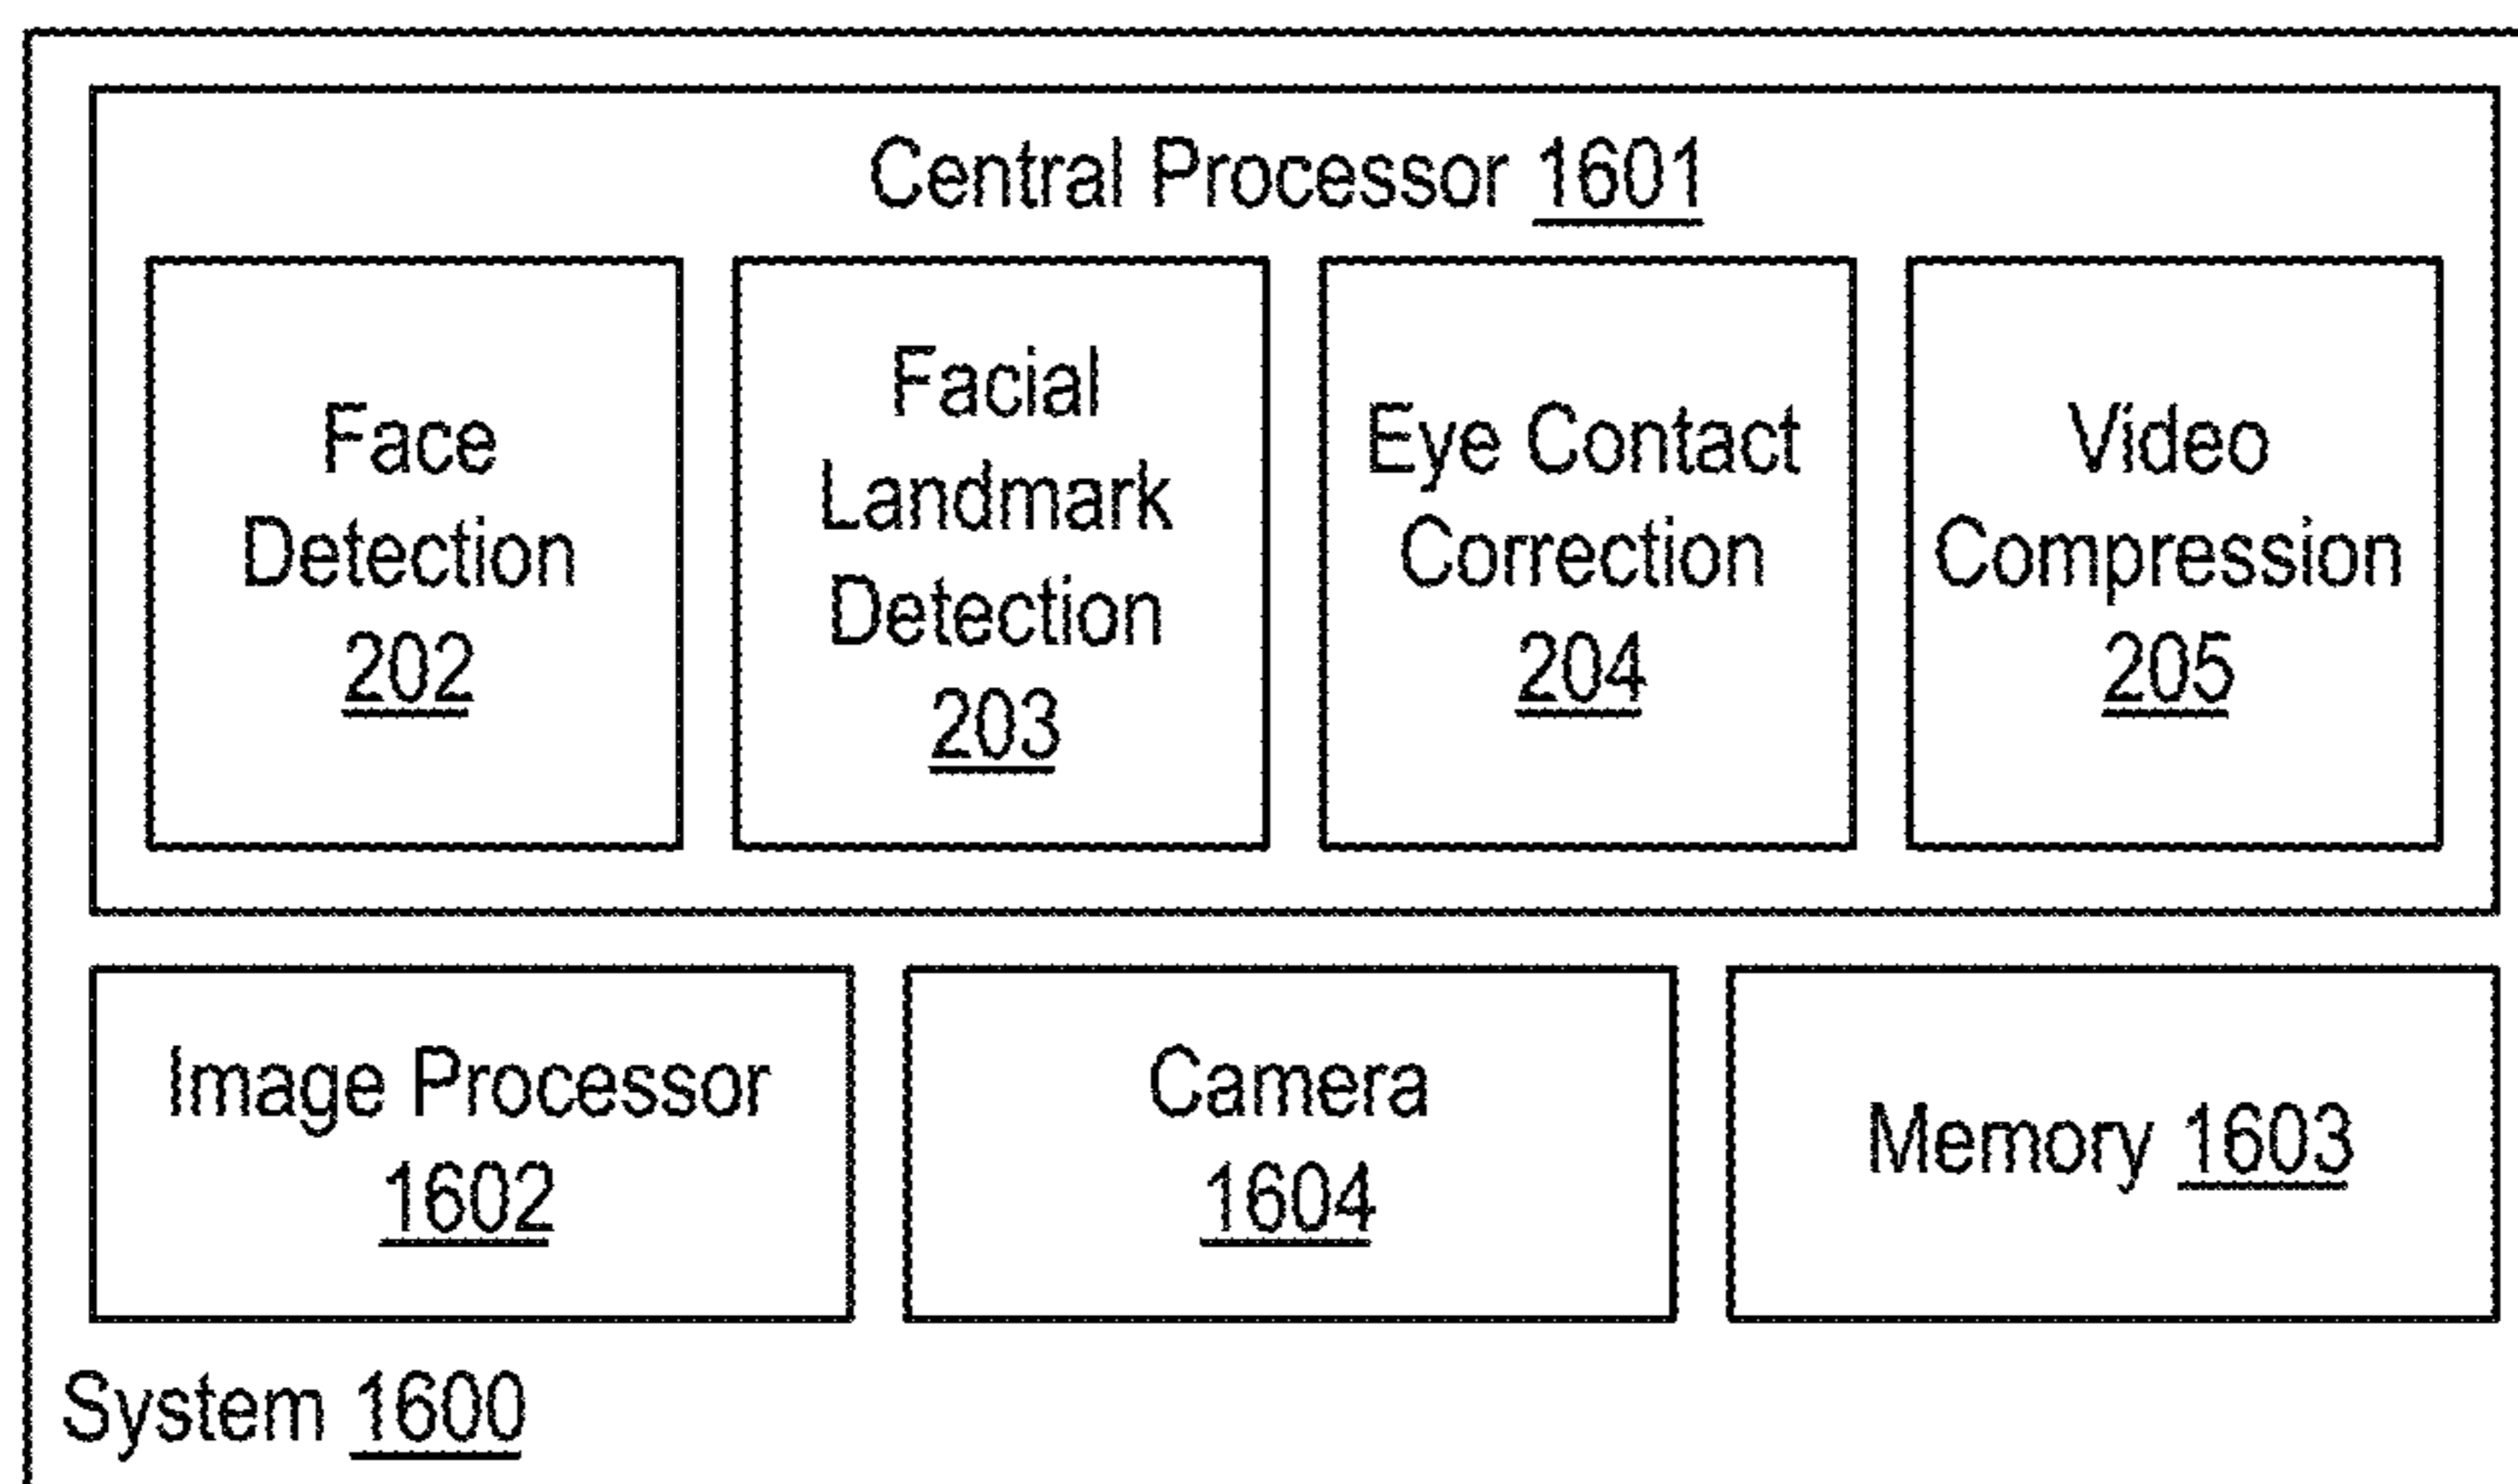 Central Processor 1601
Face
Detection
202
Facial
Landmark
Detection
203
Eye Contact
Correction
204
Video
Compression
205
Image Processor
1602
Camera
1604
Memory 1603
System 1600